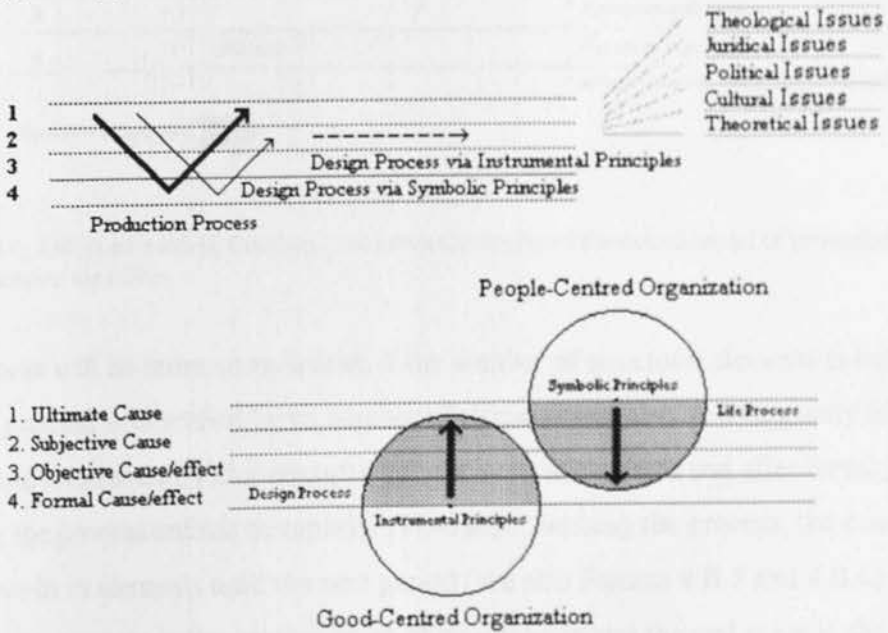 Theological Issues
Juridical Issues
Political Issues
Cultural Issues
Theoretical Issues
1
2
3
4
Design Process via Instrumental Principles
Design Process via Symbolic Principles
Production Process
People-Centred Organization
Symbolic Principles
Life Process
1. Ultimate Cause
2. Subjective Cause
3. Objective Cause/effect
4. Formal Cause/effect
Design Process
Instrumental Principles
Good-Centred Organization